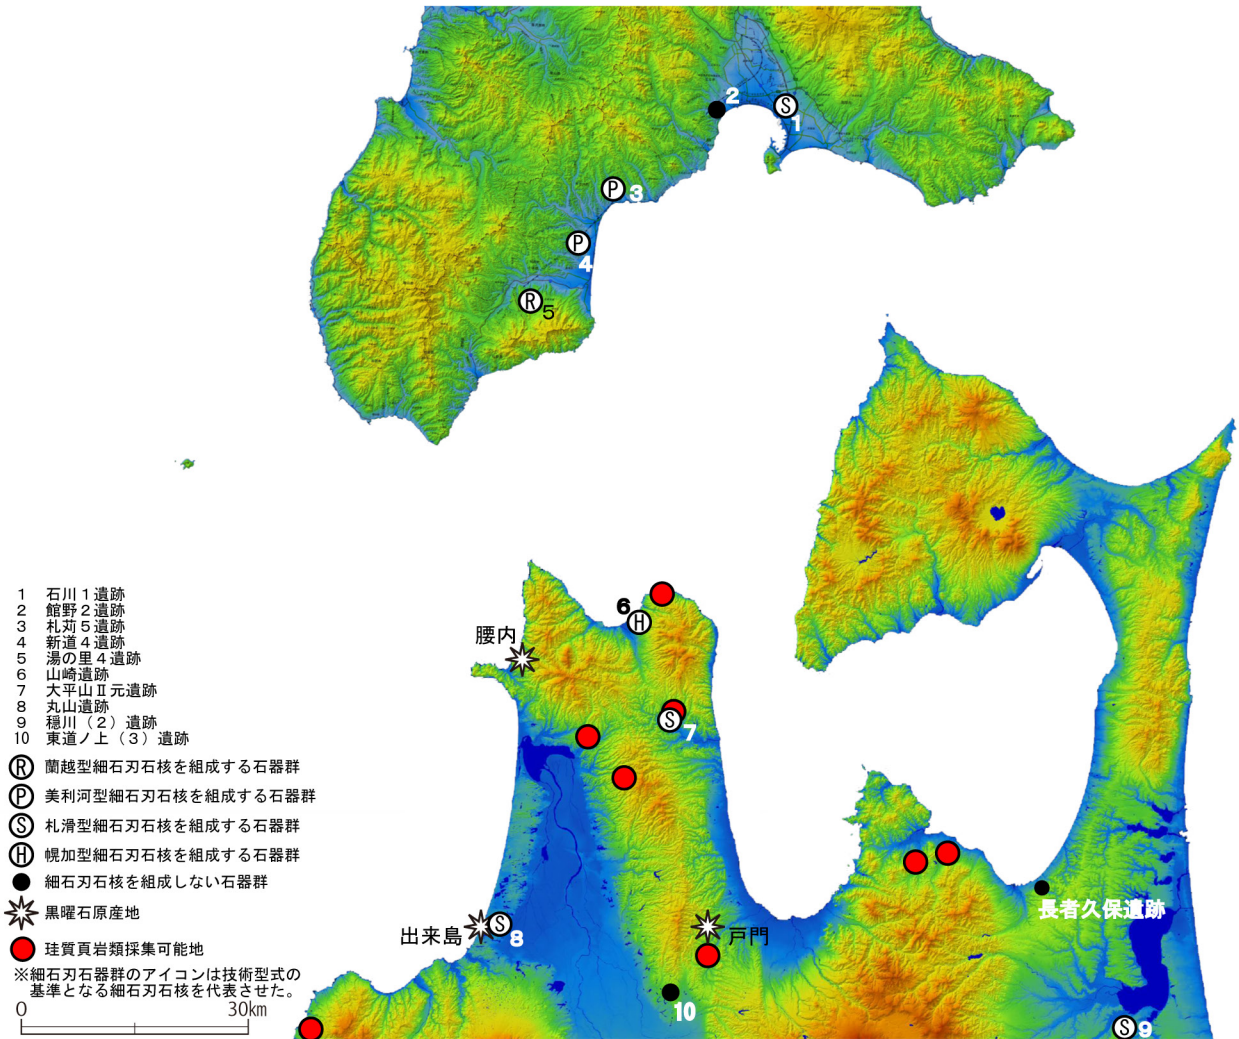 2
S
1
P
3
P
4
R
5
6
H
腰内
S
7
出来島
S
8
戸門
10
長者久保遺跡
S
9
1 石川1遺跡
2 館野2遺跡
3 札苅5遺跡
4 新道4遺跡
5 湯の里4遺跡
6 山崎遺跡
7 大平山Ⅱ元遺跡
8 丸山遺跡
9 穏川（2）遺跡
10 東道ノ上（3）遺跡
R 蘭越型細石刃石核を組成する石器群
P 美利河型細石刃石核を組成する石器群
S 札滑型細石刃石核を組成する石器群
H 幌加型細石刃石核を組成する石器群
細石刃石核を組成しない石器群
黒曜石原産地
珪質頁岩類採集可能地
※細石刃石器群のアイコンは技術型式の
基準となる細石刃石核を代表させた。
0 30km